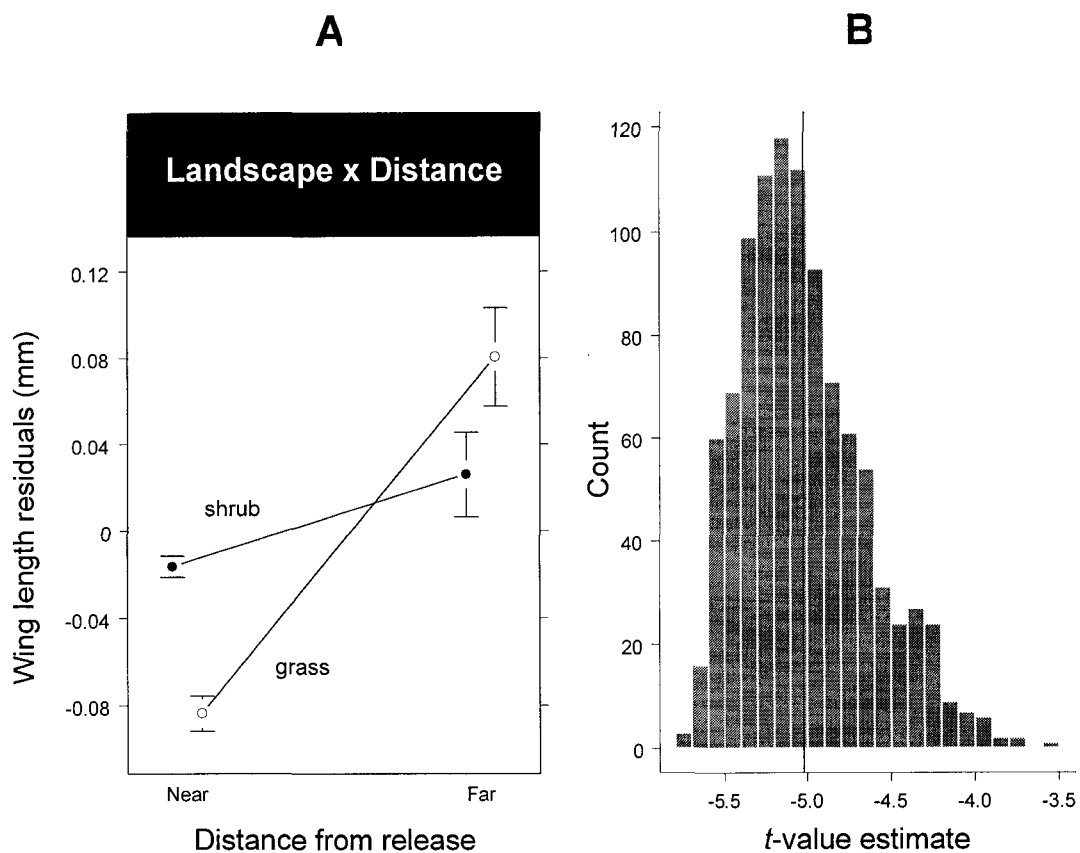 A
Landscape x Distance
0.12
0.08
0.04
0
-0.04
-0.08
Wing length residuals (mm)
shrub
grass
Near
Far
Distance from release
B
120
100
80
60
40
20
0
Count
-5.5
-5.0
-4.5
-4.0
-3.5
t-value estimate